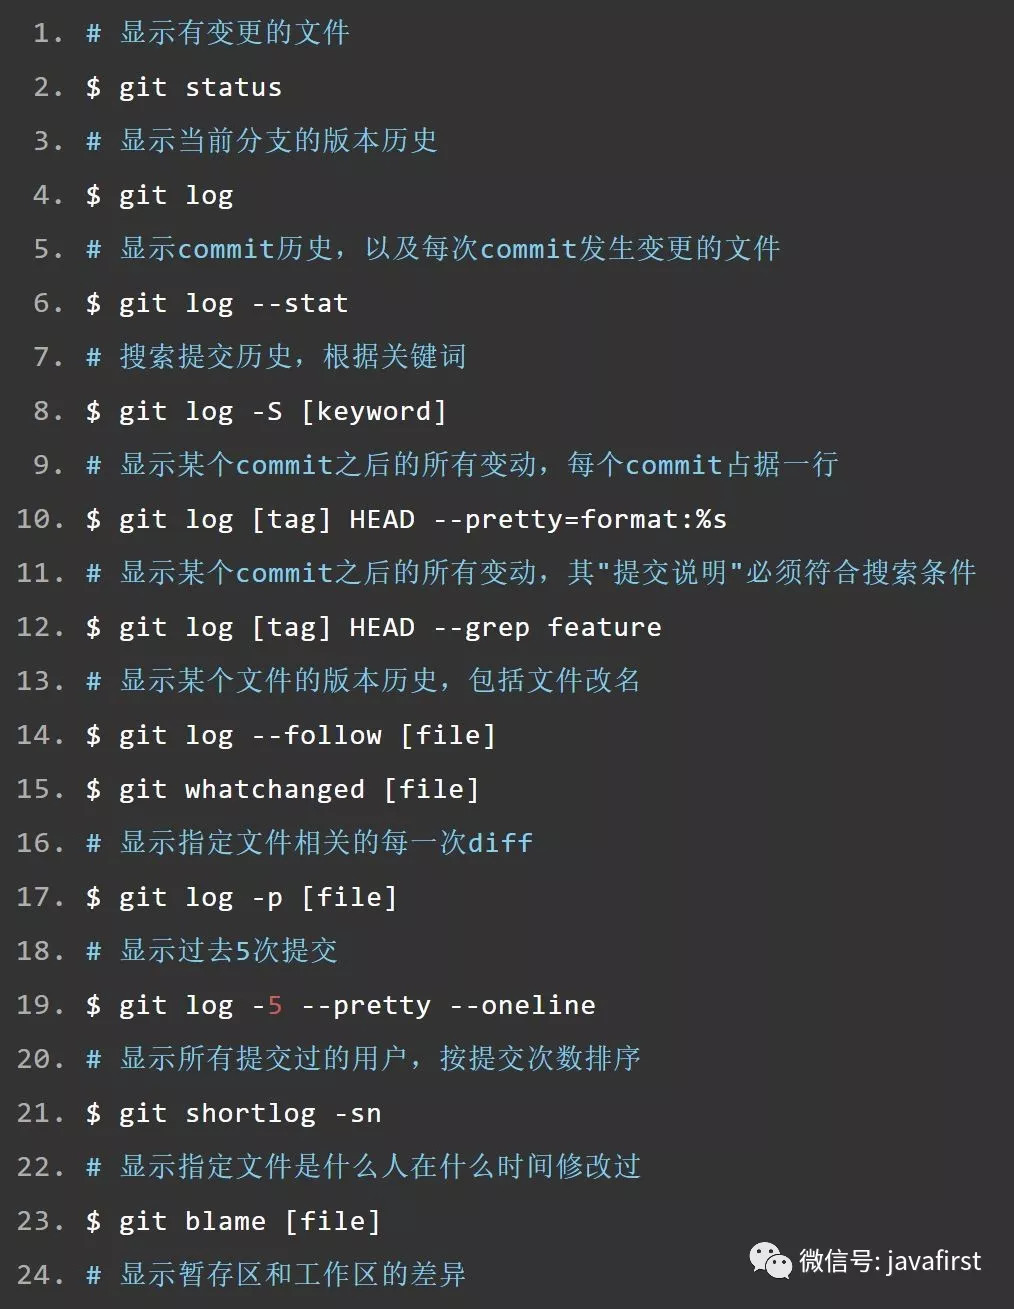 1. # 显示有变更的文件
2. $ git status
3. # 显示当前分支的版本历史
4. $ git log
5. # 显示commit历史，以及每次commit发生变更的文件
6. $ git log --stat
7. # 搜索提交历史，根据关键词
8. $ git log -S [keyword]
9. # 显示某个commit之后的所有变动，每个commit占据一行
10. $ git log [tag] HEAD --pretty=format:%s
11. # 显示某个commit之后的所有变动，其"提交说明"必须符合搜索条件
12. $ git log [tag] HEAD --grep feature
13. # 显示某个文件的版本历史，包括文件改名
14. $ git log --follow [file]
15. $ git whatchanged [file]
16. # 显示指定文件相关的每一次diff
17. $ git log -p [file]
18. # 显示过去5次提交
19. $ git log -5 --pretty --oneline
20. # 显示所有提交过的用户，按提交次数排序
21. $ git shortlog -sn
22. # 显示指定文件是什么人在什么时间修改过
23. $ git blame [file]
24. # 显示暂存区和工作区的差异
微信号: javafirst